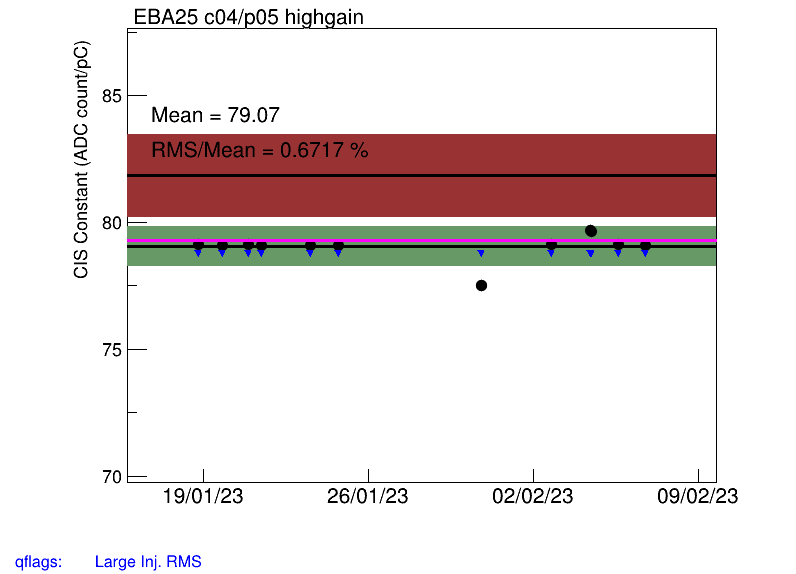 EBA25 c04/p05 highgain
CIS Constant (ADC count/pC)
85
Mean = 79.07
RMS/Mean = 0.6717 %
80
75
70
19/01/23 26/01/23 02/02/23 09/02/23
qflags: Large Inj. RMS